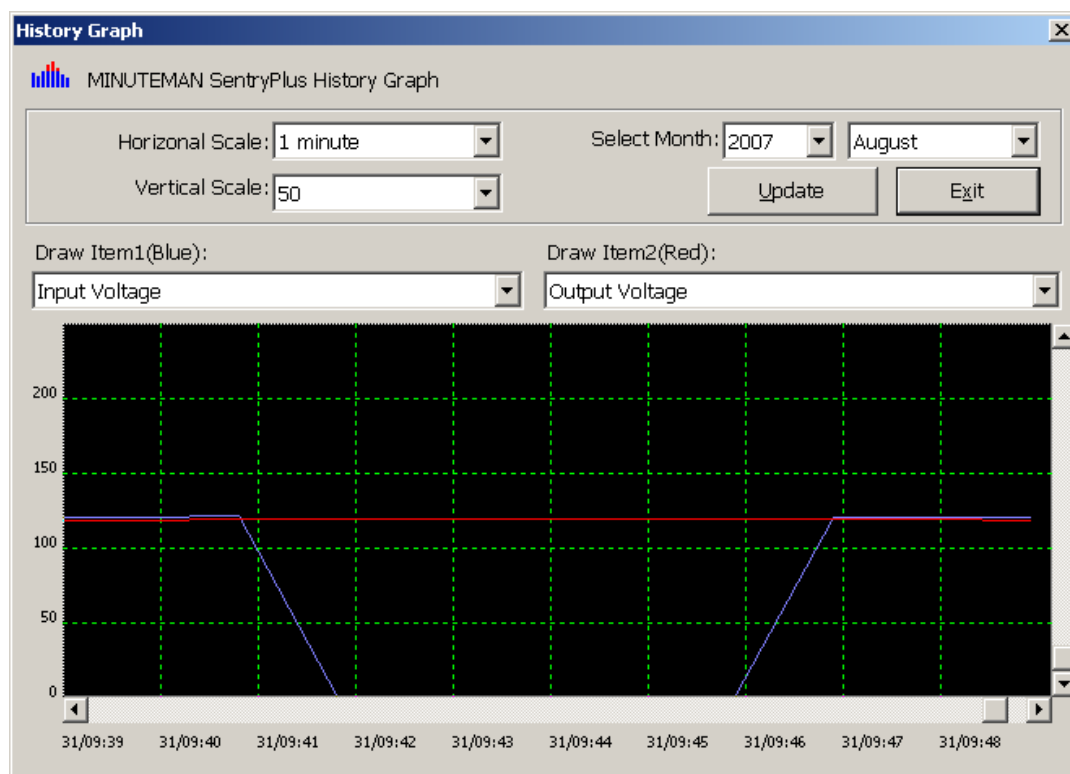 History Graph
MINUTEMAN SentryPlus History Graph
Horizonal Scale: 1 minute Select Month: 2007 August
Vertical Scale: 50 Update Exit
Draw Item1(Blue): Draw Item2(Red):
Input Voltage Output Voltage
200
150
100
50
0
31/09:39 31/09:40 31/09:41 31/09:42 31/09:43 31/09:44 31/09:45 31/09:46 31/09:47 31/09:48